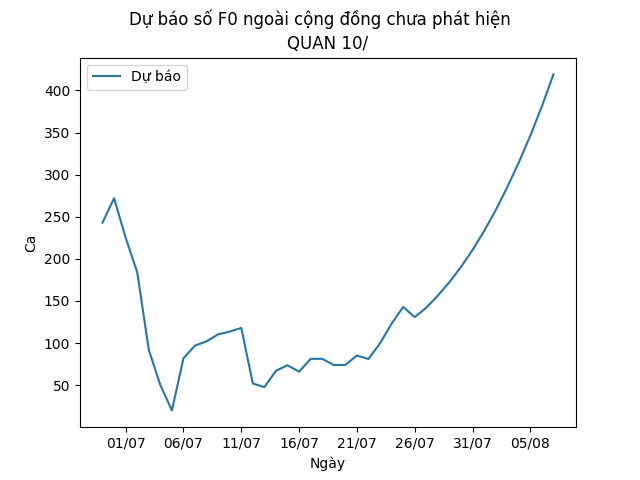 Dự báo số F0 ngoài cộng đồng chưa phát hiện
QUAN 10/
Dự báo
400
350
300
250
200
150
100
50
Ca
01/07 06/07 11/07 16/07 21/07 26/07 31/07 05/08
Ngày